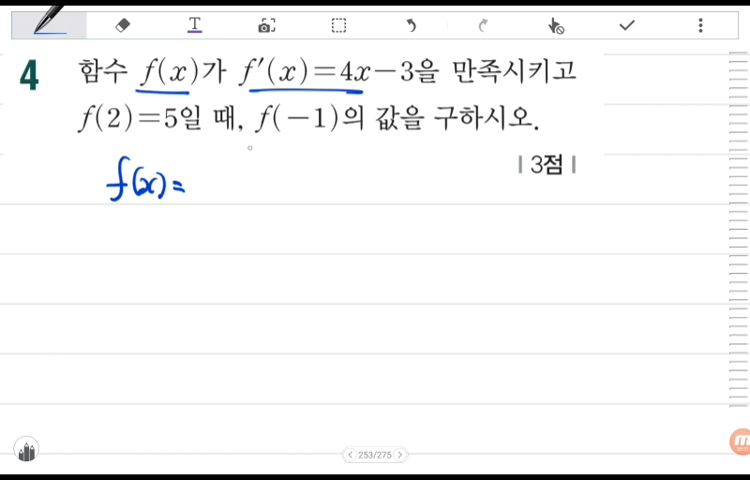 T
4 함수 f(x)가 f′(x)=4x−3을 만족시키고
f(2)=5일 때, f(−1)의 값을 구하시오.
| 3점 |
f(x)=
253/275